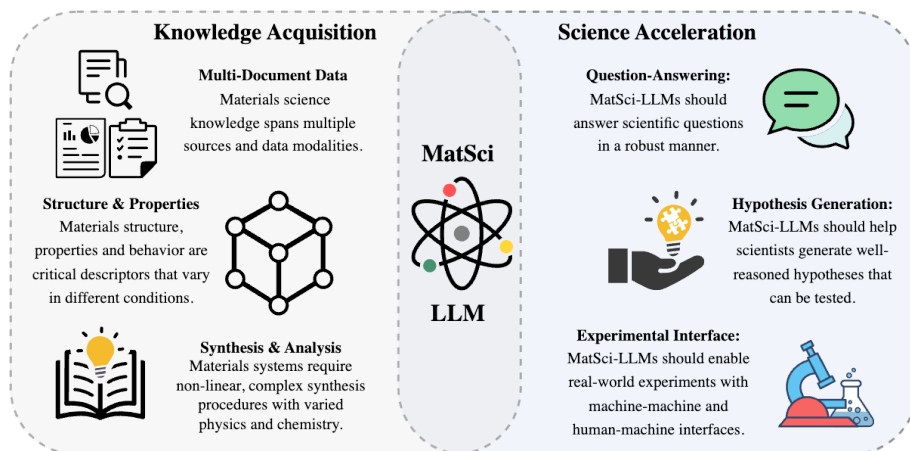 Knowledge Acquisition
Multi-Document Data
Materials science
knowledge spans multiple
sources and data modalities.
Structure & Properties
Materials structure,
properties and behavior are
critical descriptors that vary
in different conditions.
Synthesis & Analysis
Materials systems require
non-linear, complex synthesis
procedures with varied
physics and chemistry.
MatSci
LLM
Science Acceleration
Question-Answering:
MatSci-LLMs should
answer scientific questions
in a robust manner.
Hypothesis Generation:
MatSci-LLMs should help
scientists generate well-
reasoned hypotheses that
can be tested.
Experimental Interface:
MatSci-LLMs should enable
real-world experiments with
machine-machine and
human-machine interfaces.